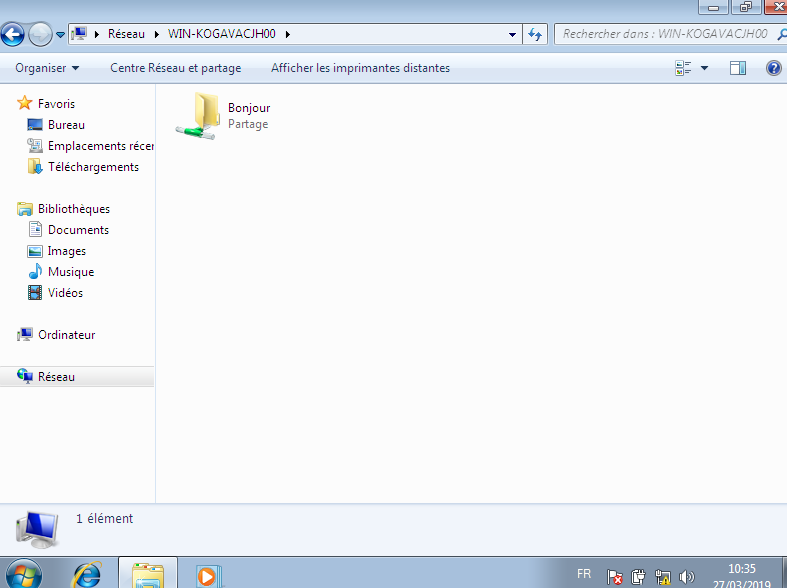 Réseau
WIN-KOGAVACJH00
Rechercher dans : WIN-KOGAVACJH00
Organiser
Centre Réseau et partage
Afficher les imprimantes distantes
Favoris
Bureau
Emplacements récer
Téléchargements
Bibliothèques
Documents
Images
Musique
Vidéos
Ordinateur
Réseau
Bonjour
Partage
1 élément
FR
10:35
27/03/2019